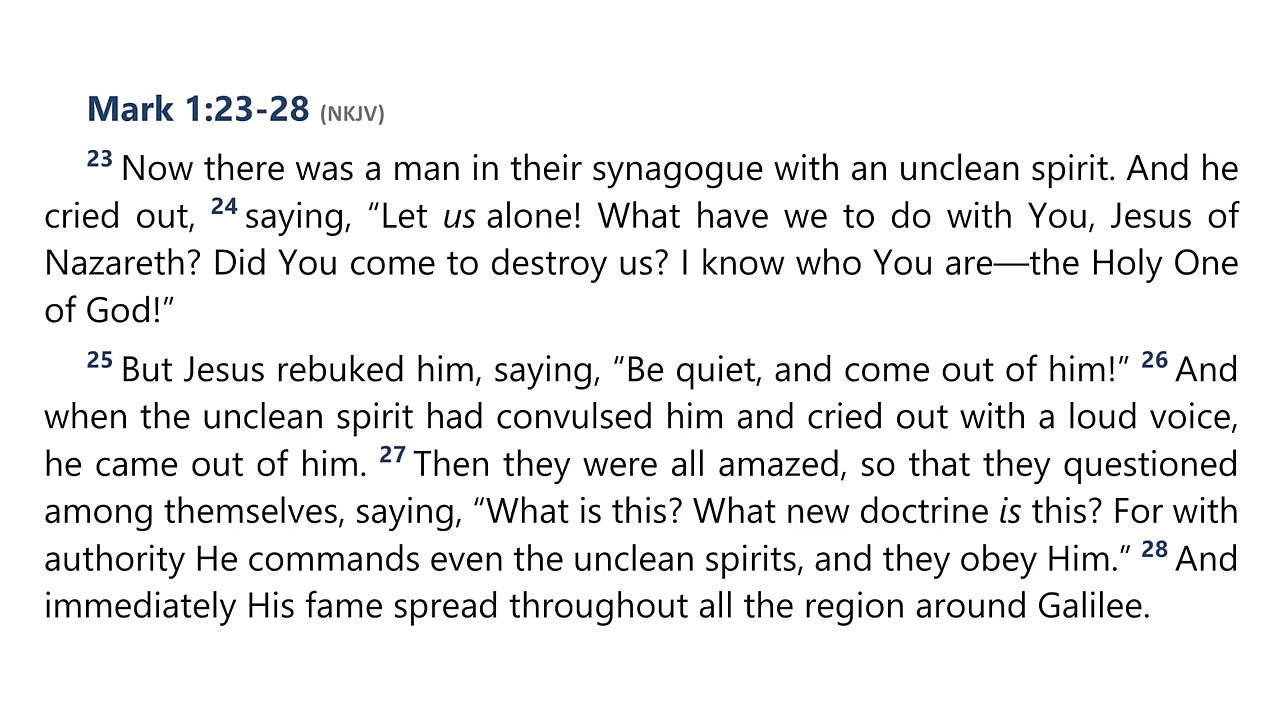 Mark 1:23-28 (NKJV)
23 Now there was a man in their synagogue with an unclean spirit. And he
cried out, 24 saying, “Let us alone! What have we to do with You, Jesus of
Nazareth? Did You come to destroy us? I know who You are—the Holy One
of God!”
25 But Jesus rebuked him, saying, “Be quiet, and come out of him!” 26 And
when the unclean spirit had convulsed him and cried out with a loud voice,
he came out of him. 27 Then they were all amazed, so that they questioned
among themselves, saying, “What is this? What new doctrine is this? For with
authority He commands even the unclean spirits, and they obey Him.” 28 And
immediately His fame spread throughout all the region around Galilee.